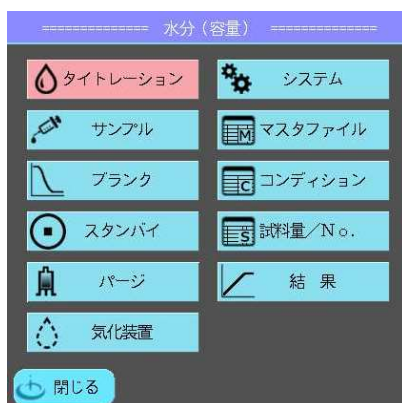 ============== 水分（容量） ==============
タイトレーション
システム
サンプル
マスタファイル
M
ブランク
コンディション
C
スタンバイ
試料量／Ｎｏ．
S
パージ
結　果
気化装置
閉じる